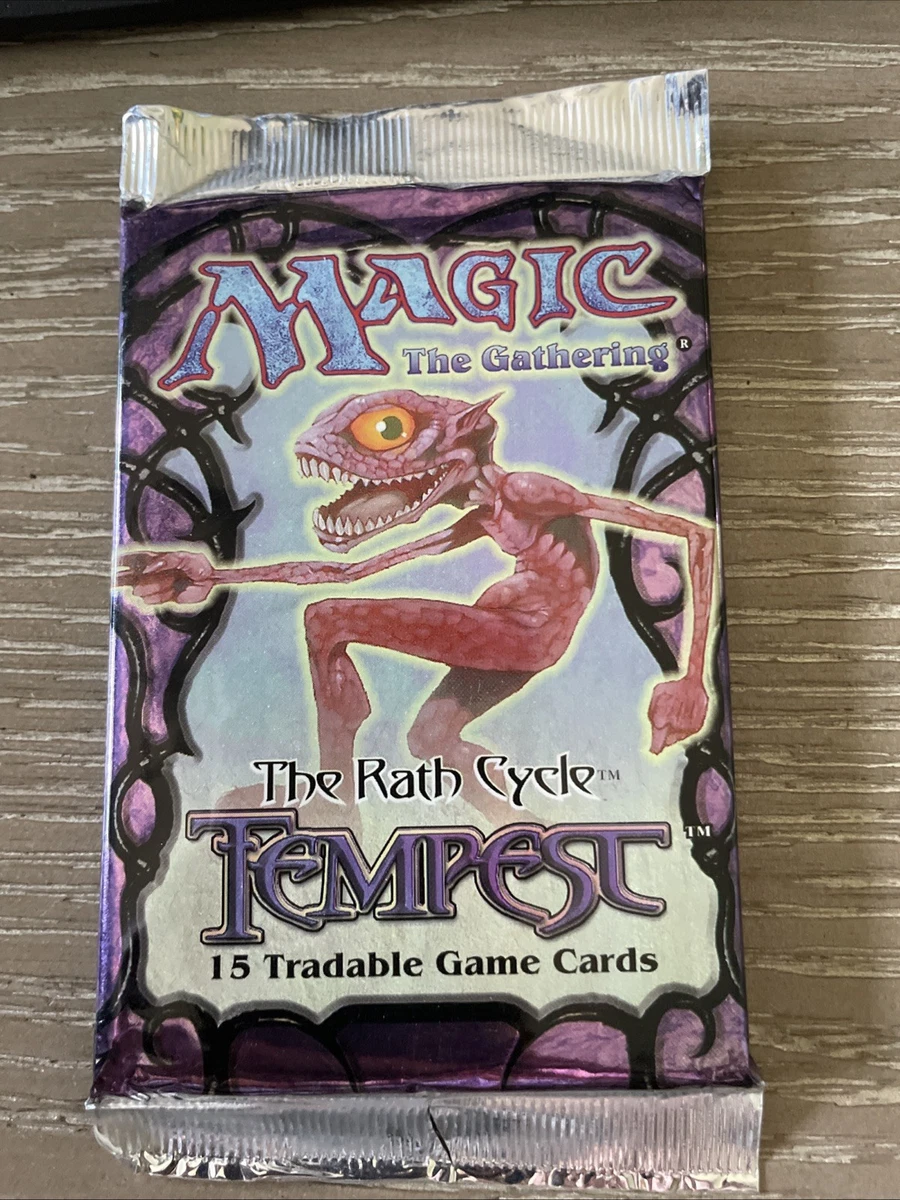 MAGIC
The Gathering®
The Rath Cycle™
TEMPEST™
15 Tradable Game Cards